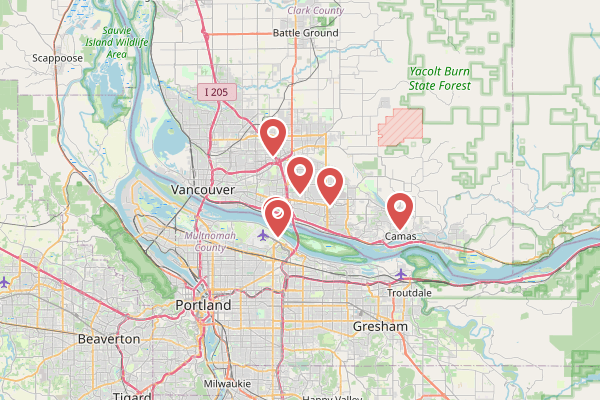 Clark County
Sauvie
Island Wildlife
Area
Battle Ground
Scappoose
Yacolt Burn
State Forest
I 205
Vancouver
Multnomah
County
Camas
Troutdale
Portland
Gresham
Beaverton
Milwaukie
Tigard
Happy Valley